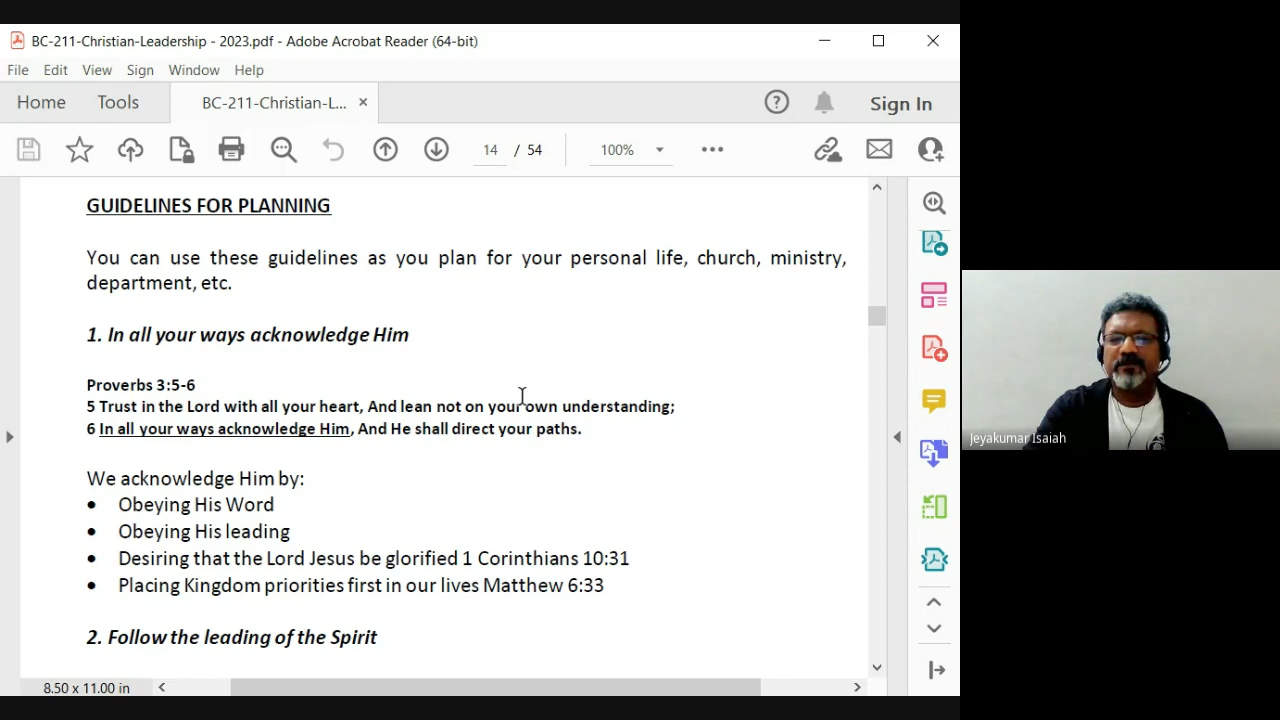 BC-211-Christian-Leadership - 2023.pdf - Adobe Acrobat Reader (64-bit)
File Edit View Sign Window Help
Home Tools BC-211-Christian-L... × Sign In
14 / 54 100%
GUIDELINES FOR PLANNING
You can use these guidelines as you plan for your personal life, church, ministry,
department, etc.
1. In all your ways acknowledge Him
Proverbs 3:5-6
5 Trust in the Lord with all your heart, And lean not on your own understanding;
6 In all your ways acknowledge Him, And He shall direct your paths.
We acknowledge Him by:
• Obeying His Word
• Obeying His leading
• Desiring that the Lord Jesus be glorified 1 Corinthians 10:31
• Placing Kingdom priorities first in our lives Matthew 6:33
2. Follow the leading of the Spirit
8.50 x 11.00 in
Jeyakumar Isaiah